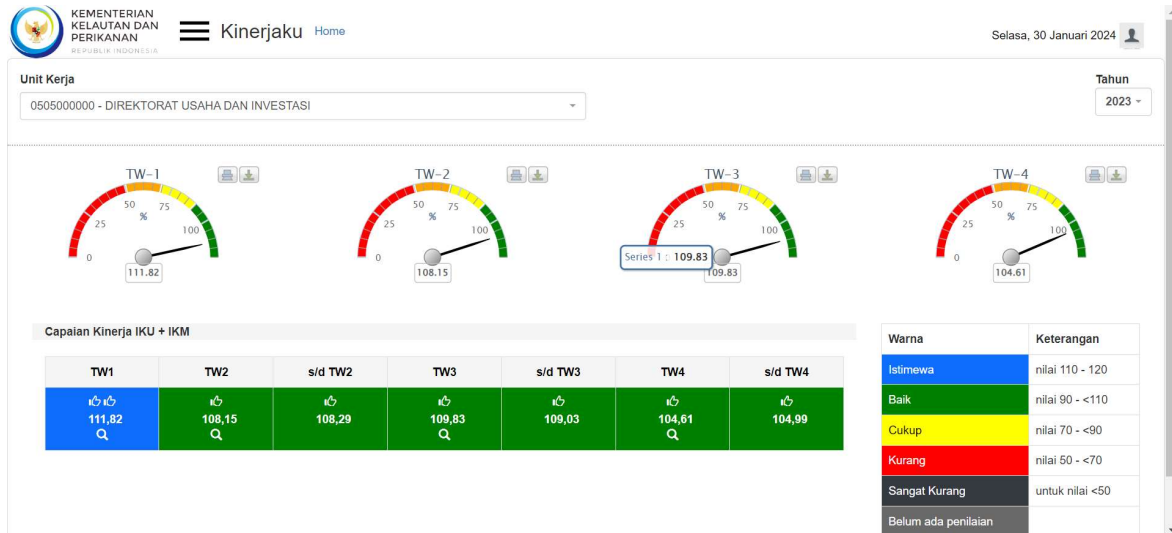 KEMENTERIAN
KELAUTAN DAN
PERIKANAN
REPUBLIK INDONESIA
Kinerjaku Home
Selasa, 30 Januari 2024
Unit Kerja
Tahun
0505000000 - DIREKTORAT USAHA DAN INVESTASI
2023
TW-1
0 25 50 75 100
%
111.82
TW-2
0 25 50 75 100
%
108.15
TW-3
25 50 75 100
%
Series 1 : 109.83
109.83
TW-4
0 25 50 75 100
%
104.61
Capaian Kinerja IKU + IKM
TW1 TW2 s/d TW2 TW3 s/d TW3 TW4 s/d TW4
111,82 108,15 108,29 109,83 109,03 104,61 104,99
Warna Keterangan
Istimewa nilai 110 - 120
Baik nilai 90 - <110
Cukup nilai 70 - <90
Kurang nilai 50 - <70
Sangat Kurang untuk nilai <50
Belum ada penilaian